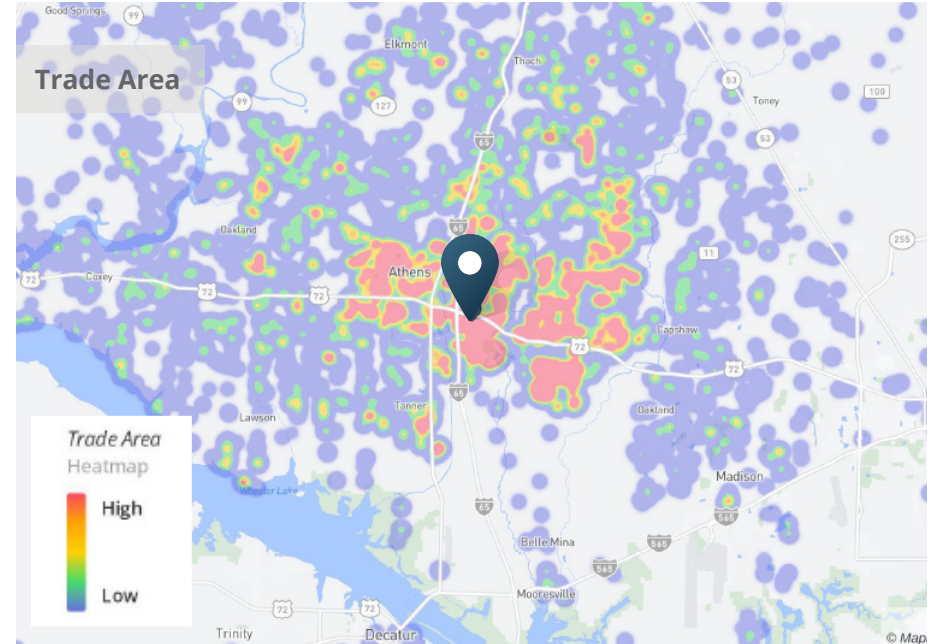 Good Springs
99
Elkmont
Thach
Trade Area
53
100
99
127
Toney
65
53
65
Oakland
255
11
Athens
72
Coxey
72
72
Capshaw
72
72
65
Tanner
Oakland
Lawson
Trade Area
Heatmap
High
Low
Madison
Wheeler Lake
65
565
Belle Mina
565
565
Mooresville
72
72
Trinity
Decatur
© Map